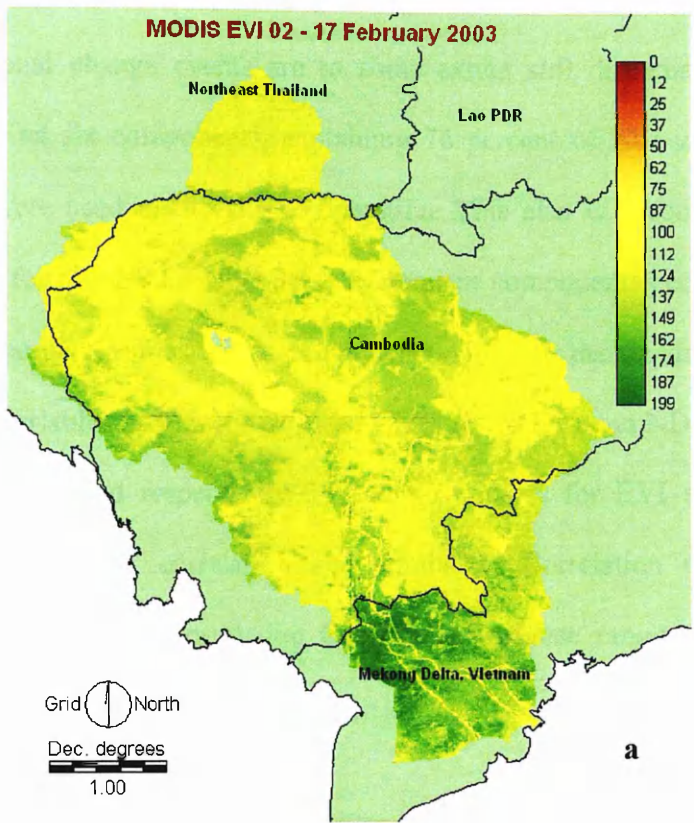 MODIS EVI 02 - 17 February 2003
Northeast Thailand
Lao PDR
0
12
25
37
50
62
75
87
100
112
124
137
149
162
174
187
199
Cambodia
Mekong Delta, Vietnam
Grid North
Dec. degrees
1.00
a